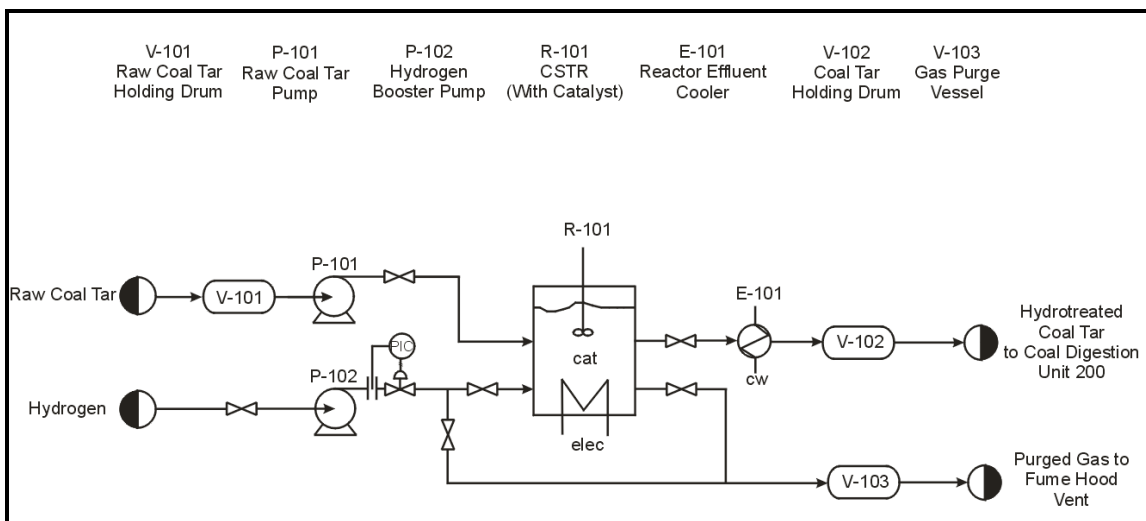 V-101
Raw Coal Tar
Holding Drum
P-101
Raw Coal Tar
Pump
P-102
Hydrogen
Booster Pump
R-101
CSTR
(With Catalyst)
E-101
Reactor Effluent
Cooler
V-102
Coal Tar
Holding Drum
V-103
Gas Purge
Vessel
R-101
P-101
Raw Coal Tar
V-101
E-101
Hydrotreated
Coal Tar
to Coal Digestion
Unit 200
V-102
PIC
cat
cw
P-102
Hydrogen
elec
V-103
Purged Gas to
Fume Hood
Vent